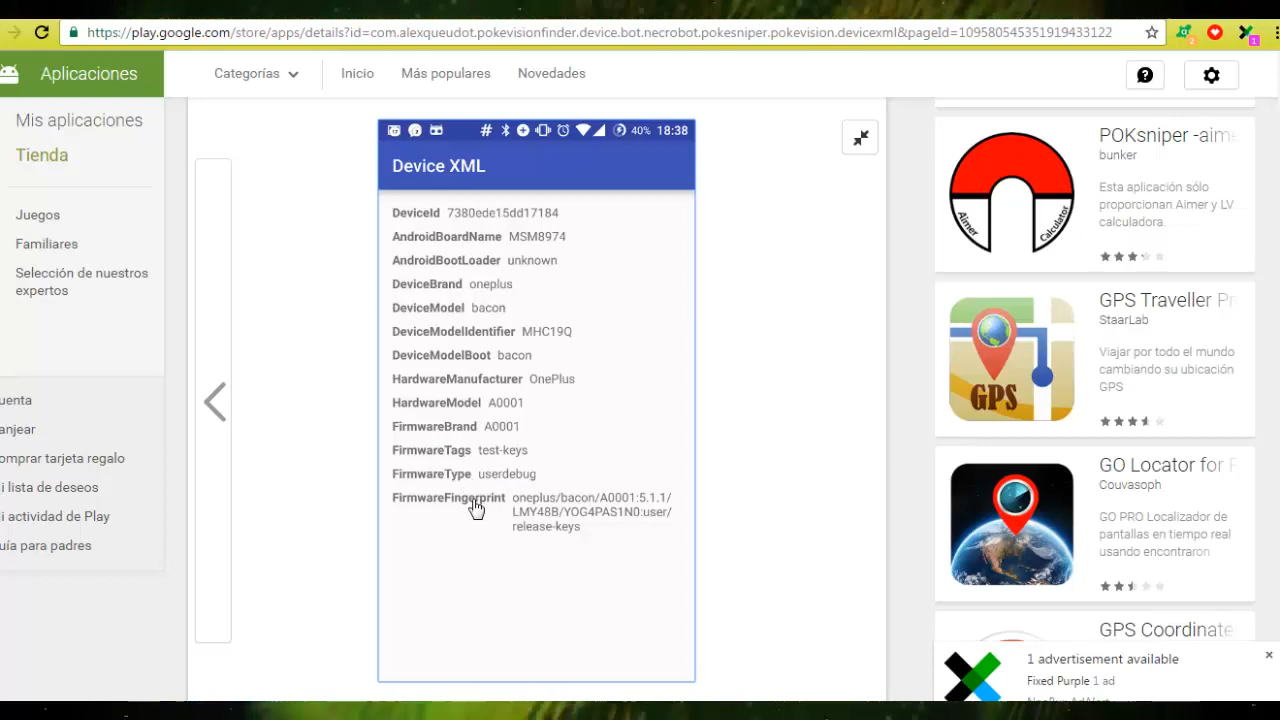 https://play.google.com/store/apps/details?id=com.alexqueudot.pokevisionfinder.device.bot.necrobot.pokesniper.pokevision.devicexml&pageId=109580545351919433122
2
1
Aplicaciones
Categorías
Inicio
Más populares
Novedades
Mis aplicaciones
Tienda
Juegos
Familiares
Selección de nuestros
expertos
uenta
anjear
omprar tarjeta regalo
i lista de deseos
i actividad de Play
uía para padres
40% 18:38
Device XML
DeviceId 7380ede15dd17184
AndroidBoardName MSM8974
AndroidBootLoader unknown
DeviceBrand oneplus
DeviceModel bacon
DeviceModelIdentifier MHC19Q
DeviceModelBoot bacon
HardwareManufacturer OnePlus
HardwareModel A0001
FirmwareBrand A0001
FirmwareTags test-keys
FirmwareType userdebug
FirmwareFingerprint oneplus/bacon/A0001:5.1.1/
LMY48B/YOG4PAS1N0:user/
release-keys
Aimer
Calculator
POKsniper -aime
bunker
Esta aplicación sólo
proporcionan Aimer y LV
calculadora.
GPS
GPS Traveller Pr
StaarLab
Viajar por todo el mundo
cambiando su ubicación
GPS
GO Locator for P
Couvasoph
GO PRO Localizador de
pantallas en tiempo real
usando encontraron
GPS Coordinate
1 advertisement available
Fixed Purple 1 ad